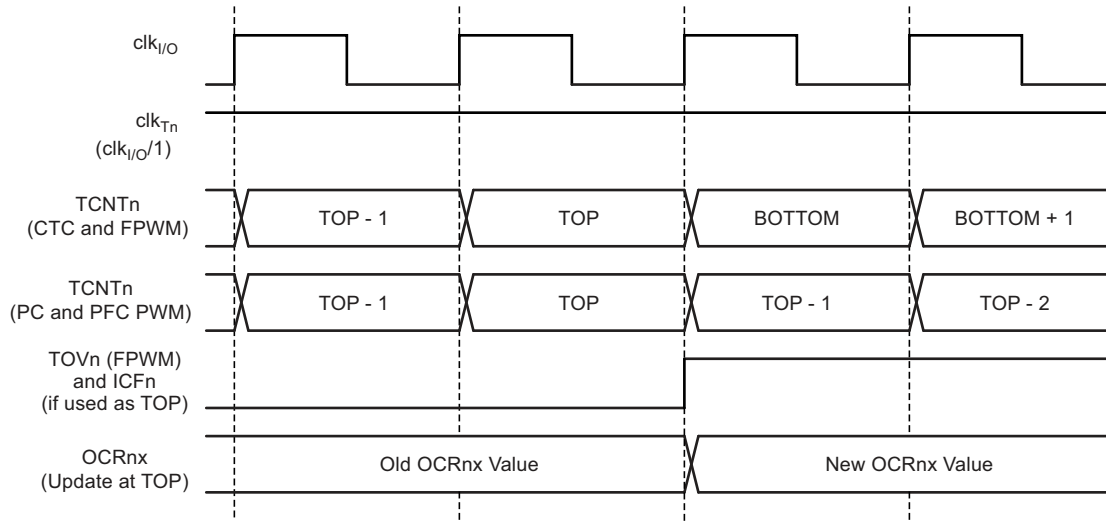 clkI/O
clkTn
(clkI/O/1)
TCNTn
(CTC and FPWM)
TOP - 1
TOP
BOTTOM
BOTTOM + 1
TCNTn
(PC and PFC PWM)
TOP - 1
TOP
TOP - 1
TOP - 2
TOVn (FPWM)
and ICFn
(if used as TOP)
OCRnx
(Update at TOP)
Old OCRnx Value
New OCRnx Value